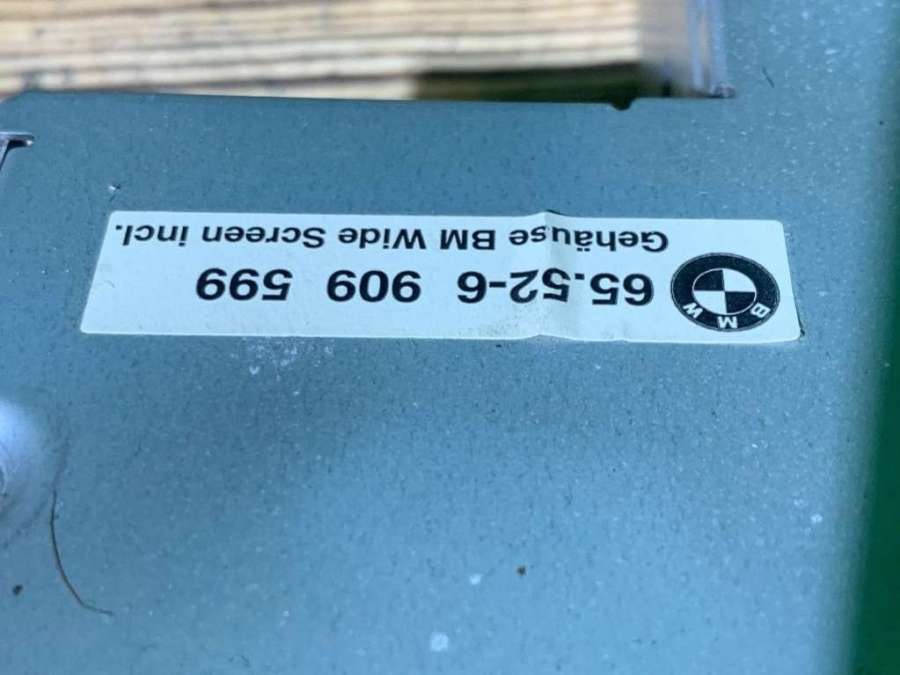 BMW
65.52-6 909 599
Gehäuse BM Wide Screen incl.